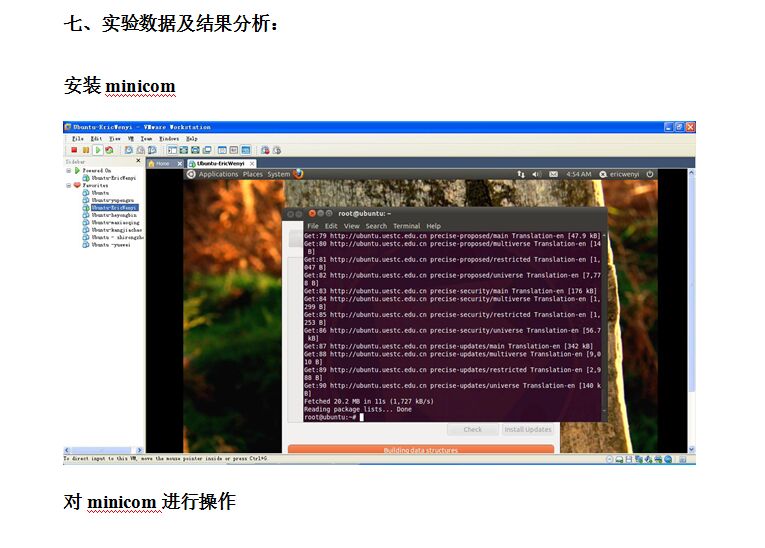 七、实验数据及结果分析：
安装 minicom
Ubuntu-EricWenyi - VMware Workstation
File Edit View VM Team Windows Help
Sidebar
Powered On
Ubuntu-EricWenyi
Favorites
Ubuntu
Ubuntu-yupengxu
Ubuntu-EricWenyi
Ubuntu-kangjiachao
Ubuntu - shirongzhe
Ubuntu -yuewei
Home
Ubuntu-EricWenyi
Applications Places System
4:54 AM
ericwenyi
root@ubuntu: ~
File Edit View Search Terminal Help
Get:79 http://ubuntu.uestc.edu.cn precise-proposed/main Translation-en [47.9 kB]
Get:80 http://ubuntu.uestc.edu.cn precise-proposed/multiverse Translation-en [14
B]
Get:81 http://ubuntu.uestc.edu.cn precise-proposed/restricted Translation-en [1,
047 B]
Get:82 http://ubuntu.uestc.edu.cn precise-proposed/universe Translation-en [7,77
8 B]
Get:83 http://ubuntu.uestc.edu.cn precise-security/main Translation-en [176 kB]
Get:84 http://ubuntu.uestc.edu.cn precise-security/multiverse Translation-en [1,
299 B]
Get:85 http://ubuntu.uestc.edu.cn precise-security/restricted Translation-en [1,
253 B]
Get:86 http://ubuntu.uestc.edu.cn precise-security/universe Translation-en [56.7
kB]
Get:87 http://ubuntu.uestc.edu.cn precise-updates/main Translation-en [342 kB]
Get:88 http://ubuntu.uestc.edu.cn precise-updates/multiverse Translation-en [9,0
10 B]
Get:89 http://ubuntu.uestc.edu.cn precise-updates/restricted Translation-en [2,9
88 B]
Get:90 http://ubuntu.uestc.edu.cn precise-updates/universe Translation-en [140 k
B]
Fetched 20.2 MB in 11s (1,727 kB/s)
Reading package lists... Done
root@ubuntu:~#
Check
Install Updates
Building data structures
To direct input to this VM, move the mouse pointer inside or press Ctrl+G.
对 minicom 进行操作